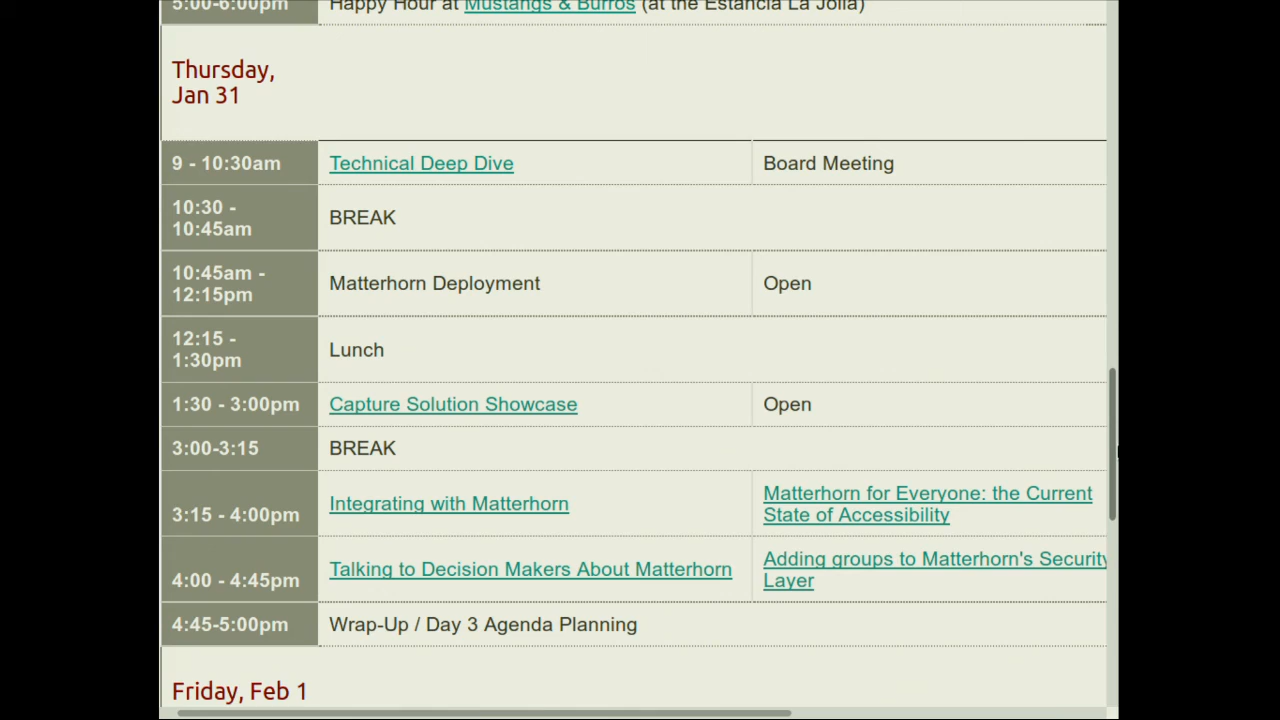 5:00-6:00pm Happy Hour at Mustangs & Burros (at the Estancia La Jolla)
Thursday,
Jan 31
9 - 10:30am Technical Deep Dive Board Meeting
10:30 -
10:45am
BREAK
10:45am -
12:15pm
Matterhorn Deployment Open
12:15 -
1:30pm
Lunch
1:30 - 3:00pm Capture Solution Showcase Open
3:00-3:15 BREAK
3:15 - 4:00pm Integrating with Matterhorn
Matterhorn for Everyone: the Current
State of Accessibility
4:00 - 4:45pm Talking to Decision Makers About Matterhorn
Adding groups to Matterhorn's Security
Layer
4:45-5:00pm Wrap-Up / Day 3 Agenda Planning
Friday, Feb 1